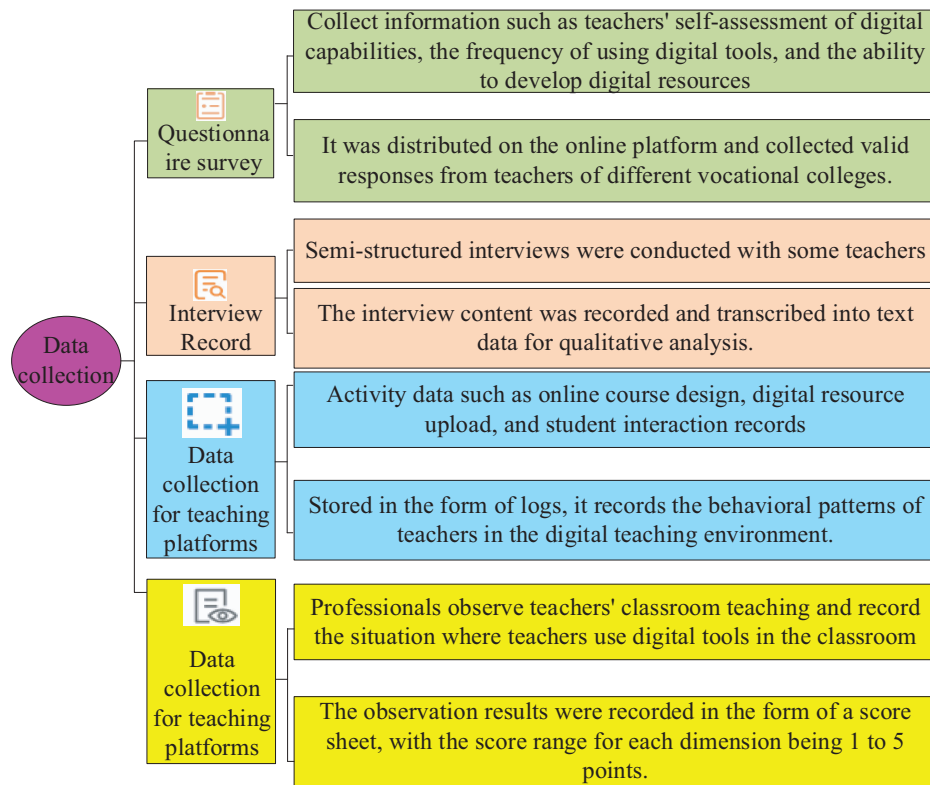 Data
collection
Questionna
ire survey
Collect information such as teachers' self-assessment of digital
capabilities, the frequency of using digital tools, and the ability
to develop digital resources
It was distributed on the online platform and collected valid
responses from teachers of different vocational colleges.
Interview
Record
Semi-structured interviews were conducted with some teachers
The interview content was recorded and transcribed into text
data for qualitative analysis.
Data
collection
for teaching
platforms
Activity data such as online course design, digital resource
upload, and student interaction records
Stored in the form of logs, it records the behavioral patterns of
teachers in the digital teaching environment.
Data
collection
for teaching
platforms
Professionals observe teachers' classroom teaching and record
the situation where teachers use digital tools in the classroom
The observation results were recorded in the form of a score
sheet, with the score range for each dimension being 1 to 5
points.